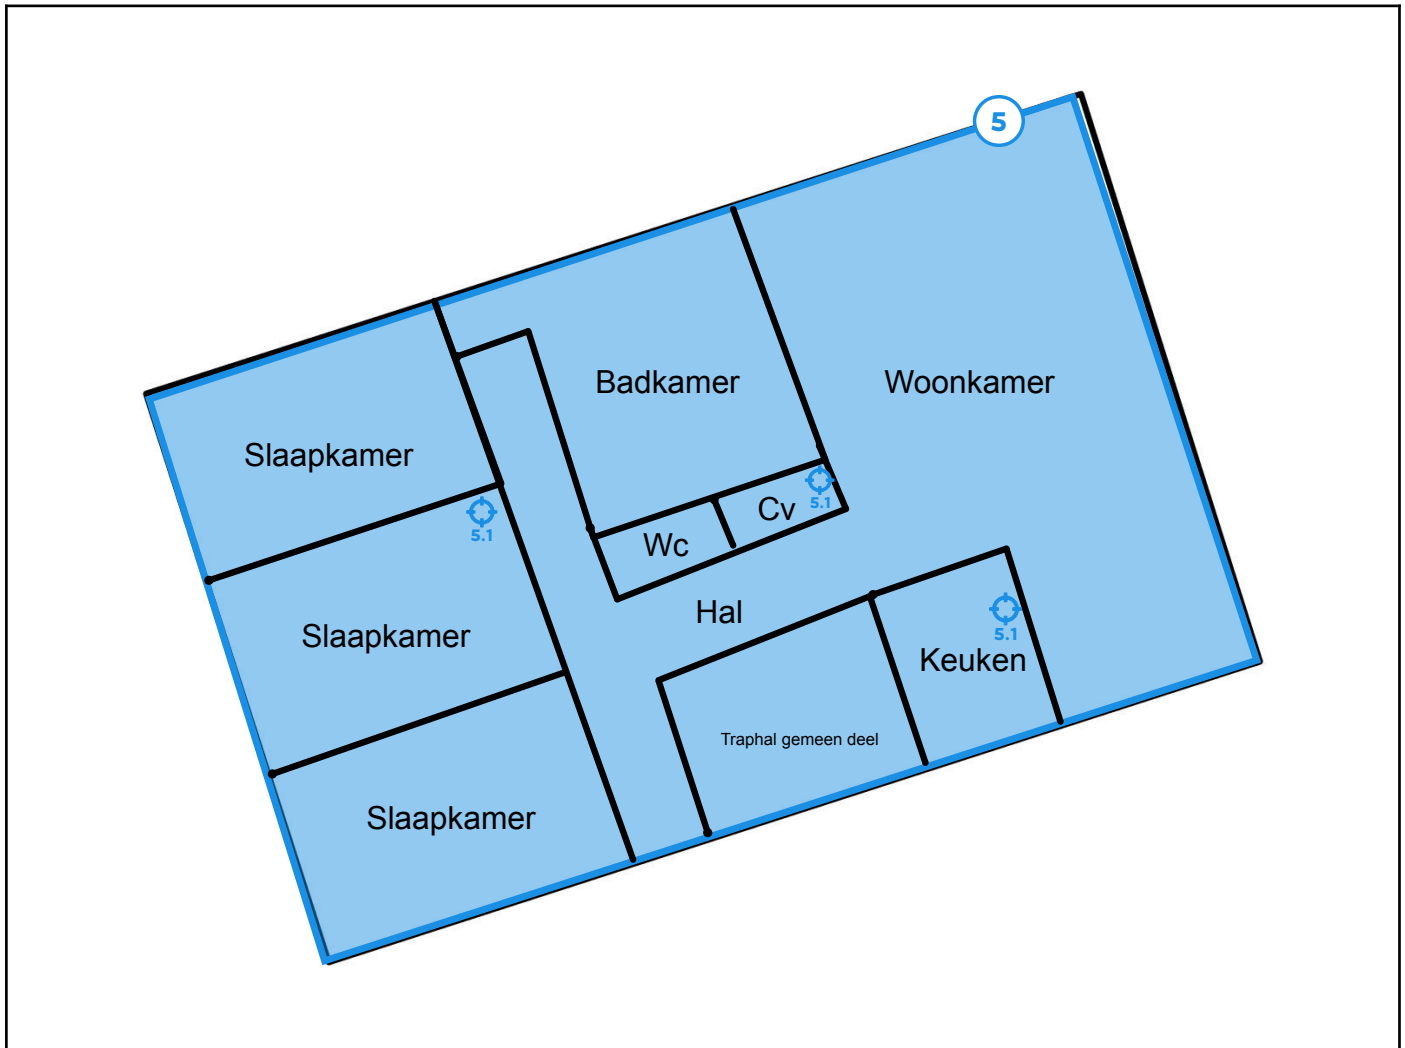 5
Badkamer
Woonkamer
Slaapkamer
5.1
Cv
5.1
Wc
Hal
5.1
Slaapkamer
Keuken
Traphal gemeen deel
Slaapkamer